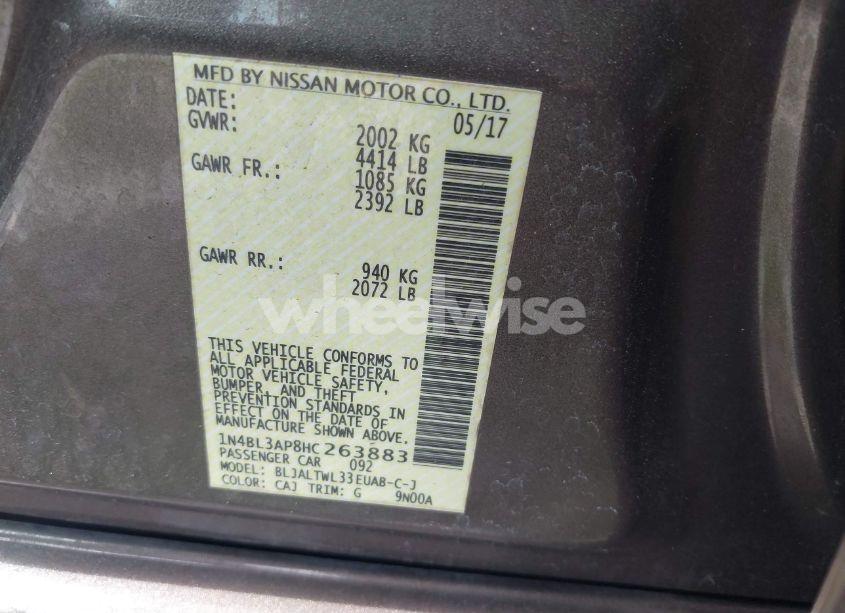 MFD BY NISSAN MOTOR CO., LTD.
DATE: 05/17
GVWR: 2002 KG
4414 LB
GAWR FR.: 1085 KG
2392 LB
GAWR RR.: 940 KG
2072 LB
wheelwise
THIS VEHICLE CONFORMS TO
ALL APPLICABLE FEDERAL
MOTOR VEHICLE SAFETY,
BUMPER, AND THEFT
PREVENTION STANDARDS IN
EFFECT ON THE DATE OF
MANUFACTURE SHOWN ABOVE.
1N4BL3AP8HC263883
PASSENGER CAR 092
MODEL: BLJALTWL33EUAB-C-J
COLOR: CAJ TRIM: G 9N00A